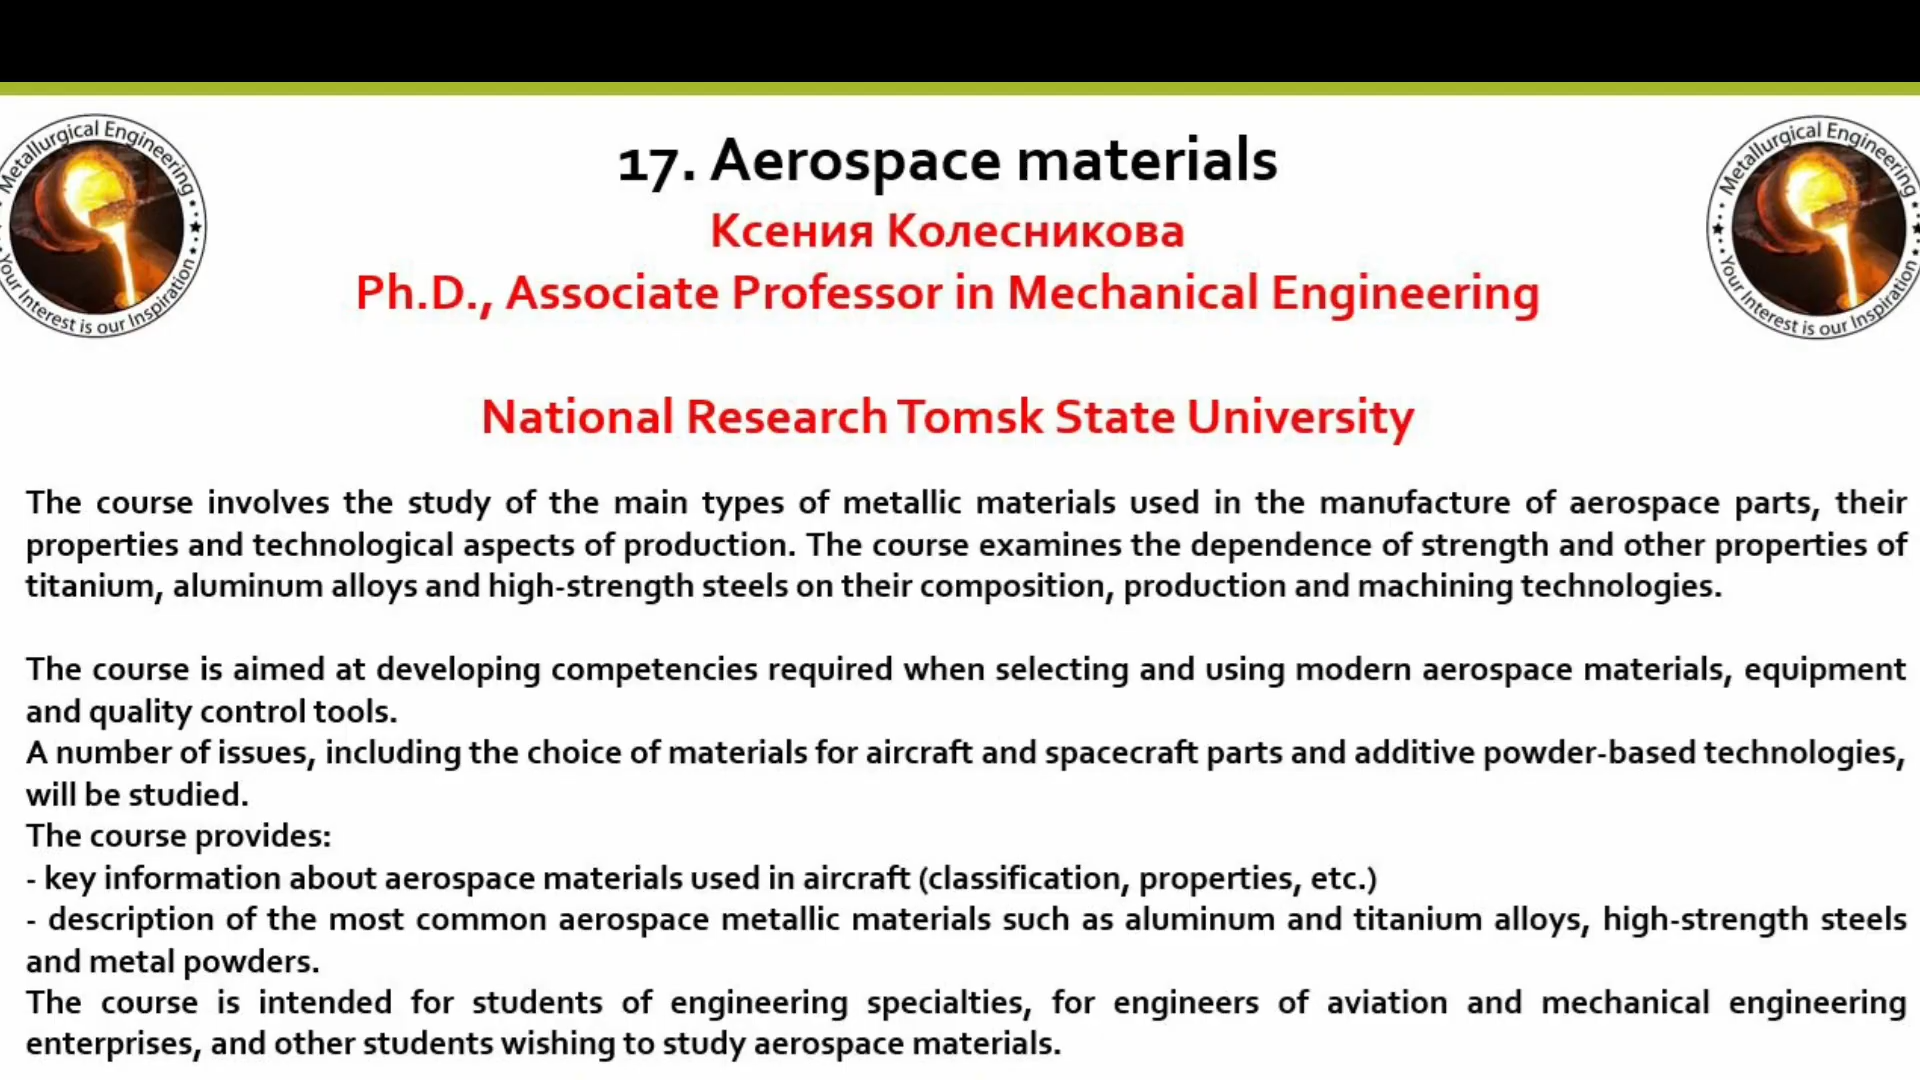 Metallurgical Engineering
Your Interest is our Inspiration
17. Aerospace materials
Ксения Колесникова
Ph.D., Associate Professor in Mechanical Engineering
National Research Tomsk State University
Metallurgical Engineering
Your Interest is our Inspiration
The course involves the study of the main types of metallic materials used in the manufacture of aerospace parts, their
properties and technological aspects of production. The course examines the dependence of strength and other properties of
titanium, aluminum alloys and high-strength steels on their composition, production and machining technologies.
The course is aimed at developing competencies required when selecting and using modern aerospace materials, equipment
and quality control tools.
A number of issues, including the choice of materials for aircraft and spacecraft parts and additive powder-based technologies,
will be studied.
The course provides:
- key information about aerospace materials used in aircraft (classification, properties, etc.)
- description of the most common aerospace metallic materials such as aluminum and titanium alloys, high-strength steels
and metal powders.
The course is intended for students of engineering specialties, for engineers of aviation and mechanical engineering
enterprises, and other students wishing to study aerospace materials.